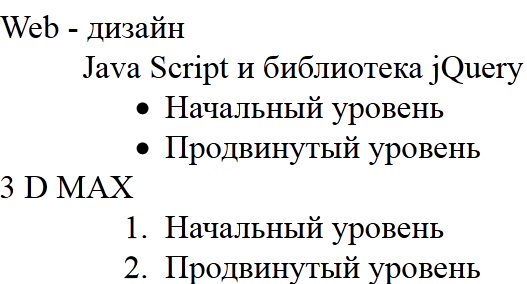 Web - дизайн
Java Script и библиотека jQuery
• Начальный уровень
• Продвинутый уровень
3 D MAX
1. Начальный уровень
2. Продвинутый уровень